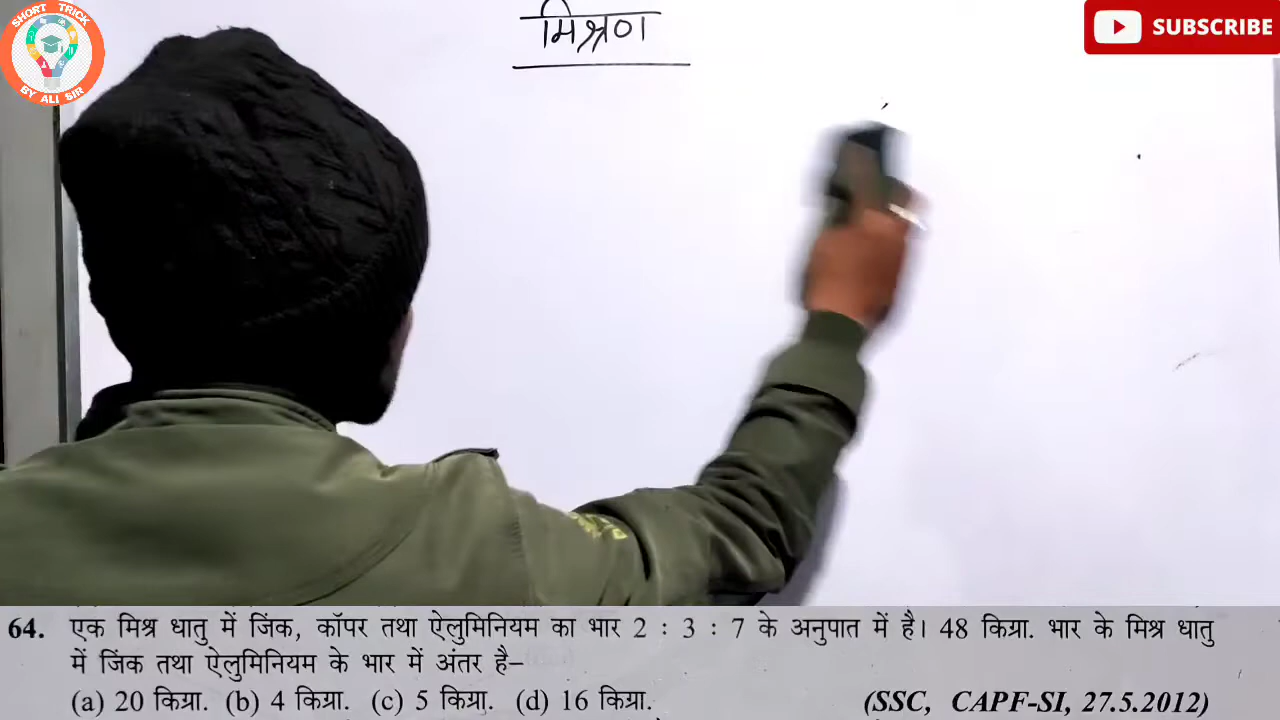 SHORT TRICK
BY ALI SIR
मिश्रण
SUBSCRIBE
64. एक मिश्र धातु में जिंक, कॉपर तथा ऐलुमिनियम का भार 2 : 3 : 7 के अनुपात में है। 48 किग्रा. भार के मिश्र धातु
में जिंक तथा ऐलुमिनियम के भार में अंतर है–
(a) 20 किग्रा. (b) 4 किग्रा. (c) 5 किग्रा. (d) 16 किग्रा. (SSC, CAPF-SI, 27.5.2012)